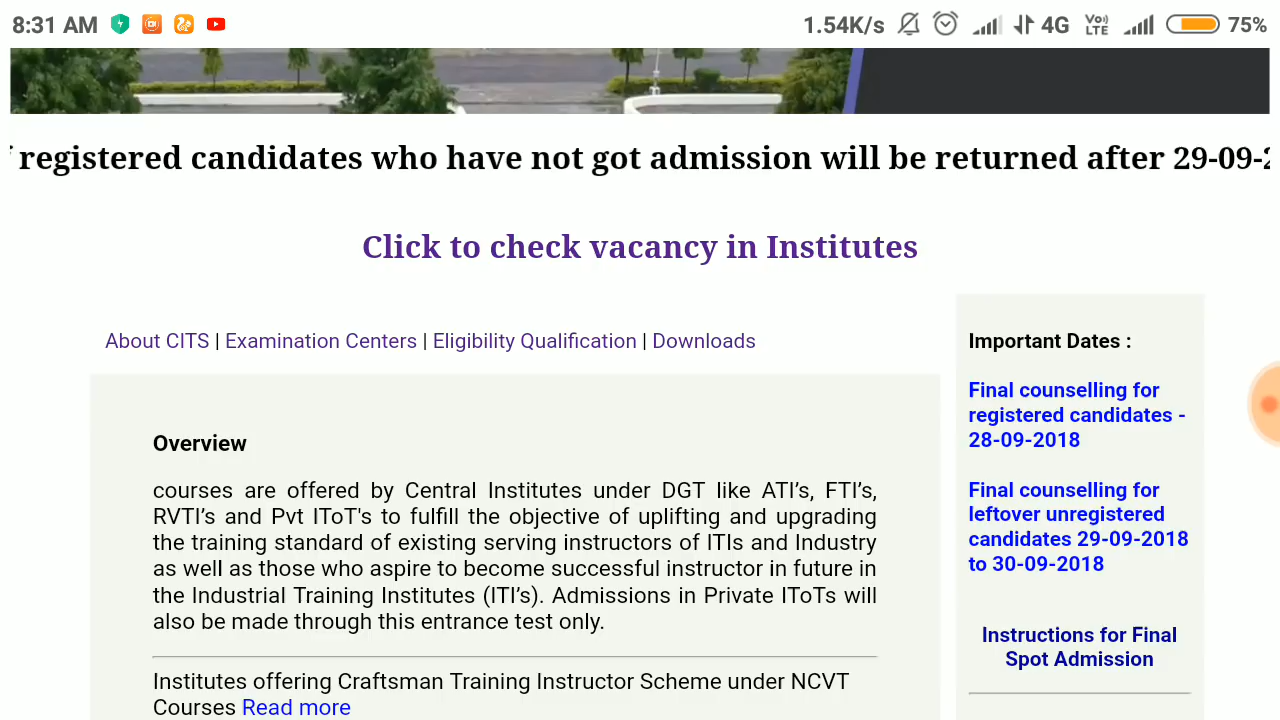 8:31 AM 1.54K/s 4G VoLTE 75%
registered candidates who have not got admission will be returned after 29-09-
Click to check vacancy in Institutes
About CITS | Examination Centers | Eligibility Qualification | Downloads
Overview
courses are offered by Central Institutes under DGT like ATI’s, FTI’s,
RVTI’s and Pvt IToT's to fulfill the objective of uplifting and upgrading
the training standard of existing serving instructors of ITIs and Industry
as well as those who aspire to become successful instructor in future in
the Industrial Training Institutes (ITI’s). Admissions in Private IToTs will
also be made through this entrance test only.
Institutes offering Craftsman Training Instructor Scheme under NCVT
Courses Read more
Important Dates :
Final counselling for
registered candidates -
28-09-2018
Final counselling for
leftover unregistered
candidates 29-09-2018
to 30-09-2018
Instructions for Final
Spot Admission